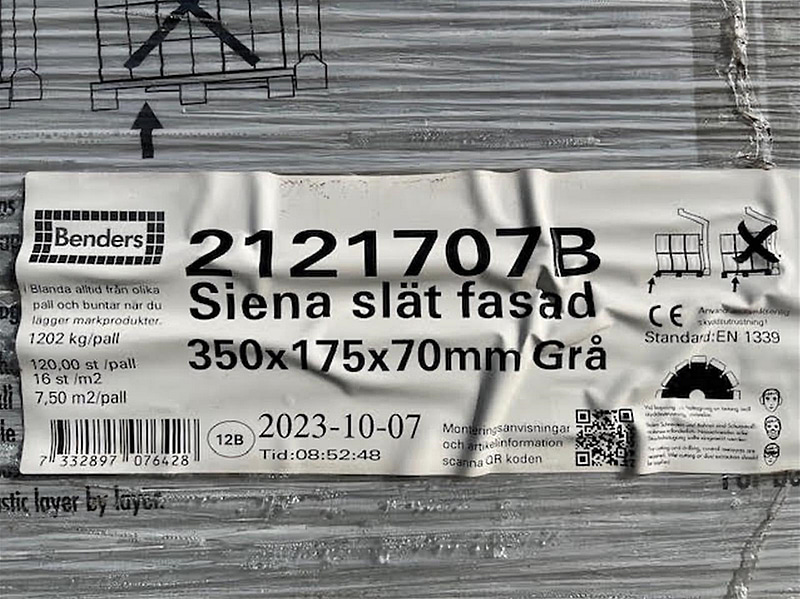 Benders
2121707B
Siena slät fasad
350x175x70mm Grå
Blanda alltid från olika
pall och buntar när du
lägger markprodukter.
1202 kg/pall
120,00 st /pall
16 st /m2
7,50 m2/pall
7 332897 076428
12B
2023-10-07
Tid:08:52:48
Monteringsanvisningar
och artikelinformation
scanna QR koden
CE
Standard:EN 1339
stic layer by layer.